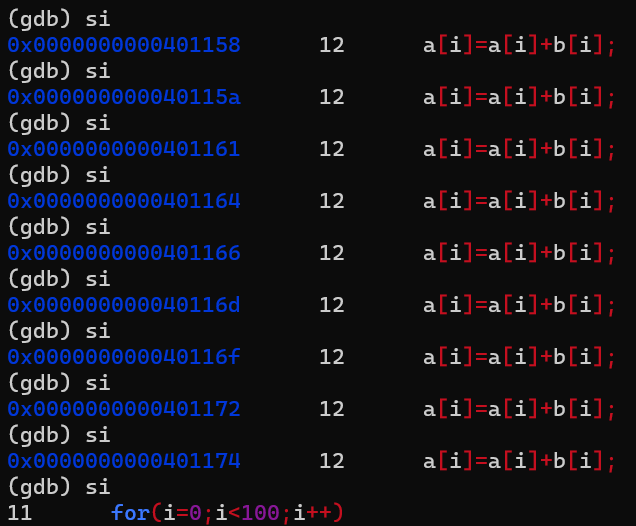 (gdb) si
0x0000000000401158      12      a[i]=a[i]+b[i];
(gdb) si
0x000000000040115a      12      a[i]=a[i]+b[i];
(gdb) si
0x0000000000401161      12      a[i]=a[i]+b[i];
(gdb) si
0x0000000000401164      12      a[i]=a[i]+b[i];
(gdb) si
0x0000000000401166      12      a[i]=a[i]+b[i];
(gdb) si
0x000000000040116d      12      a[i]=a[i]+b[i];
(gdb) si
0x000000000040116f      12      a[i]=a[i]+b[i];
(gdb) si
0x0000000000401172      12      a[i]=a[i]+b[i];
(gdb) si
0x0000000000401174      12      a[i]=a[i]+b[i];
(gdb) si
11      for(i=0;i<100;i++)